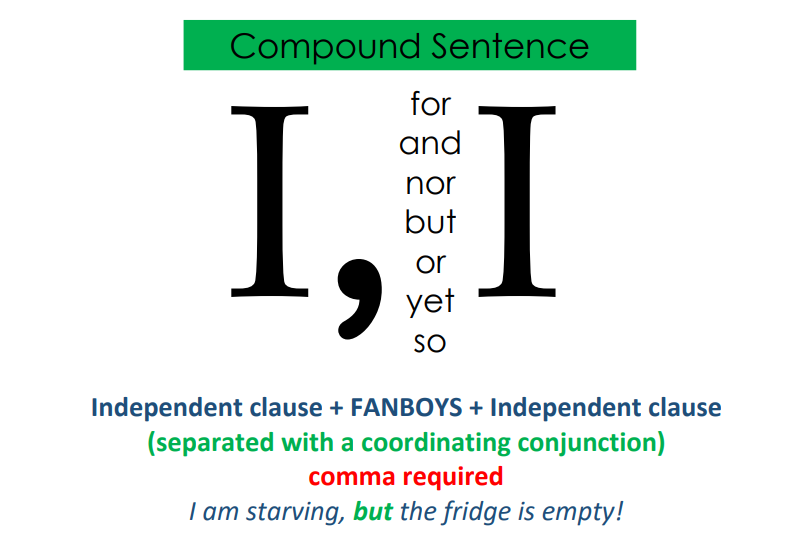 Compound Sentence
I, for I
and
nor
but
or
yet
so
Independent clause + FANBOYS + Independent clause
(separated with a coordinating conjunction)
comma required
I am starving, but the fridge is empty!